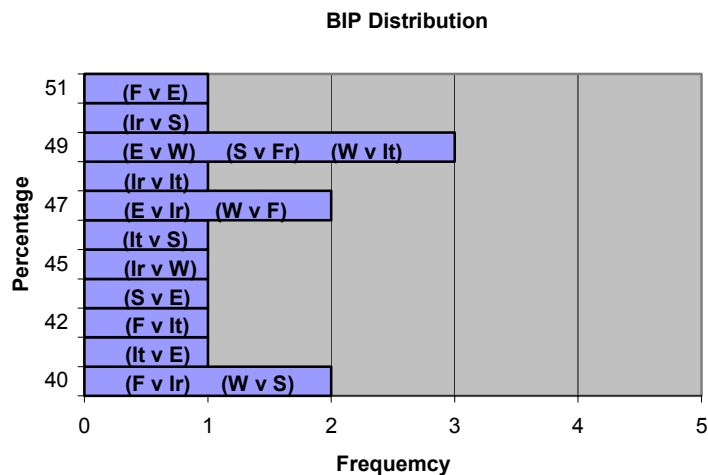 BIP Distribution
51
(F v E)
(Ir v S)
49
(E v W) (S v Fr) (W v It)
(Ir v It)
47
(E v Ir) (W v F)
(It v S)
45
(Ir v W)
(S v E)
42
(F v It)
(It v E)
40
(F v Ir) (W v S)
Percentage
0 1 2 3 4 5
Frequemcy